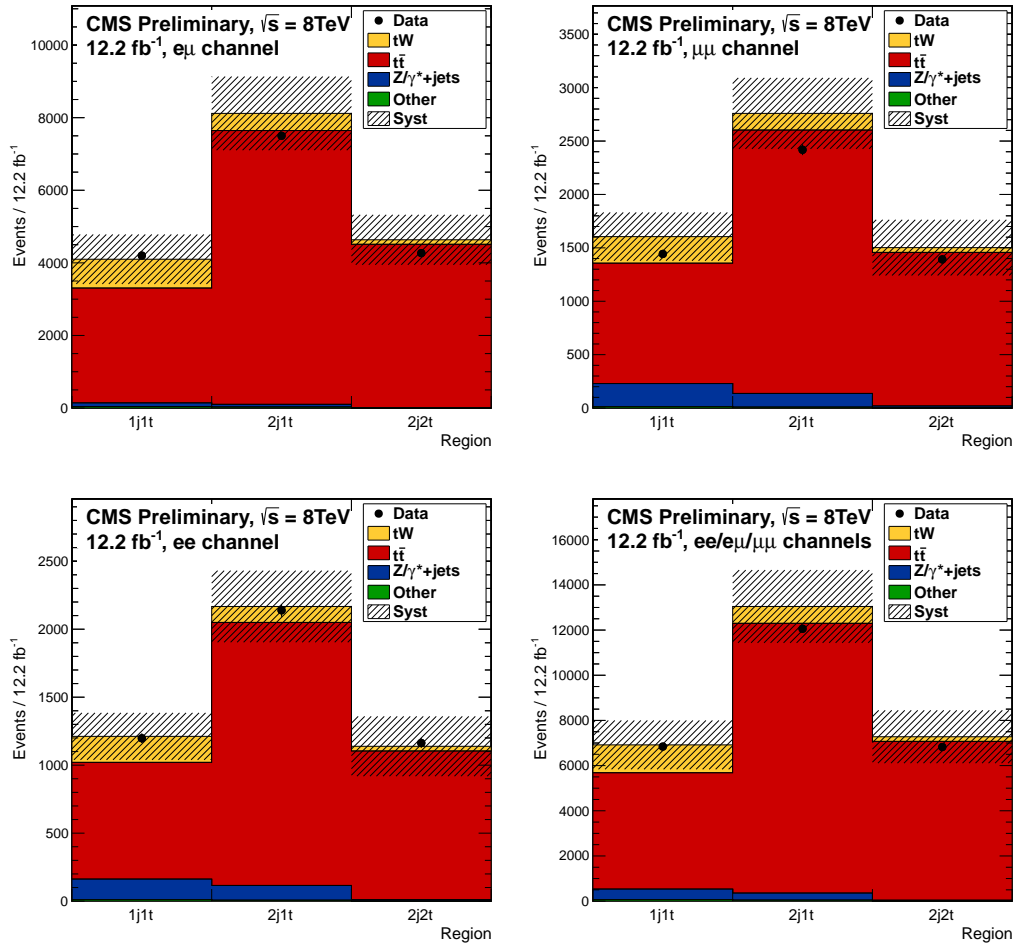 CMS Preliminary, √s = 8TeV
12.2 fb⁻¹, eμ channel
Data
tW
tt̄
Z/γ*+jets
Other
Syst
Events / 12.2 fb⁻¹
10000
8000
6000
4000
2000
0
1j1t 2j1t 2j2t
Region
CMS Preliminary, √s = 8TeV
12.2 fb⁻¹, μμ channel
Data
tW
tt̄
Z/γ*+jets
Other
Syst
Events / 12.2 fb⁻¹
3500
3000
2500
2000
1500
1000
500
0
1j1t 2j1t 2j2t
Region
CMS Preliminary, √s = 8TeV
12.2 fb⁻¹, ee channel
Data
tW
tt̄
Z/γ*+jets
Other
Syst
Events / 12.2 fb⁻¹
2500
2000
1500
1000
500
0
1j1t 2j1t 2j2t
Region
CMS Preliminary, √s = 8TeV
12.2 fb⁻¹, ee/eμ/μμ channels
Data
tW
tt̄
Z/γ*+jets
Other
Syst
Events / 12.2 fb⁻¹
16000
14000
12000
10000
8000
6000
4000
2000
0
1j1t 2j1t 2j2t
Region